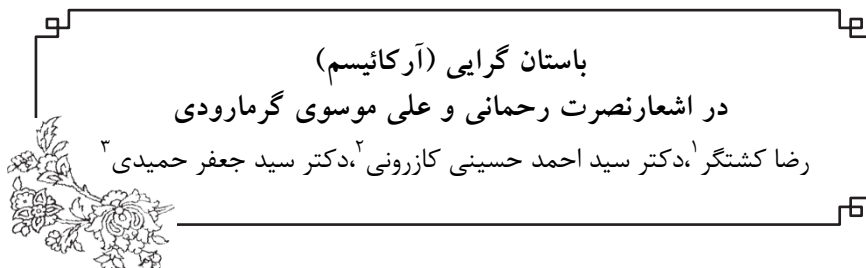 باستان گرایی (آرکائیسم)
در اشعارنصرت رحمانی و علی موسوی گرمارودی
رضا کشتگر۱،دکتر سید احمد حسینی کازرونی۲،دکتر سید جعفر حمیدی۳